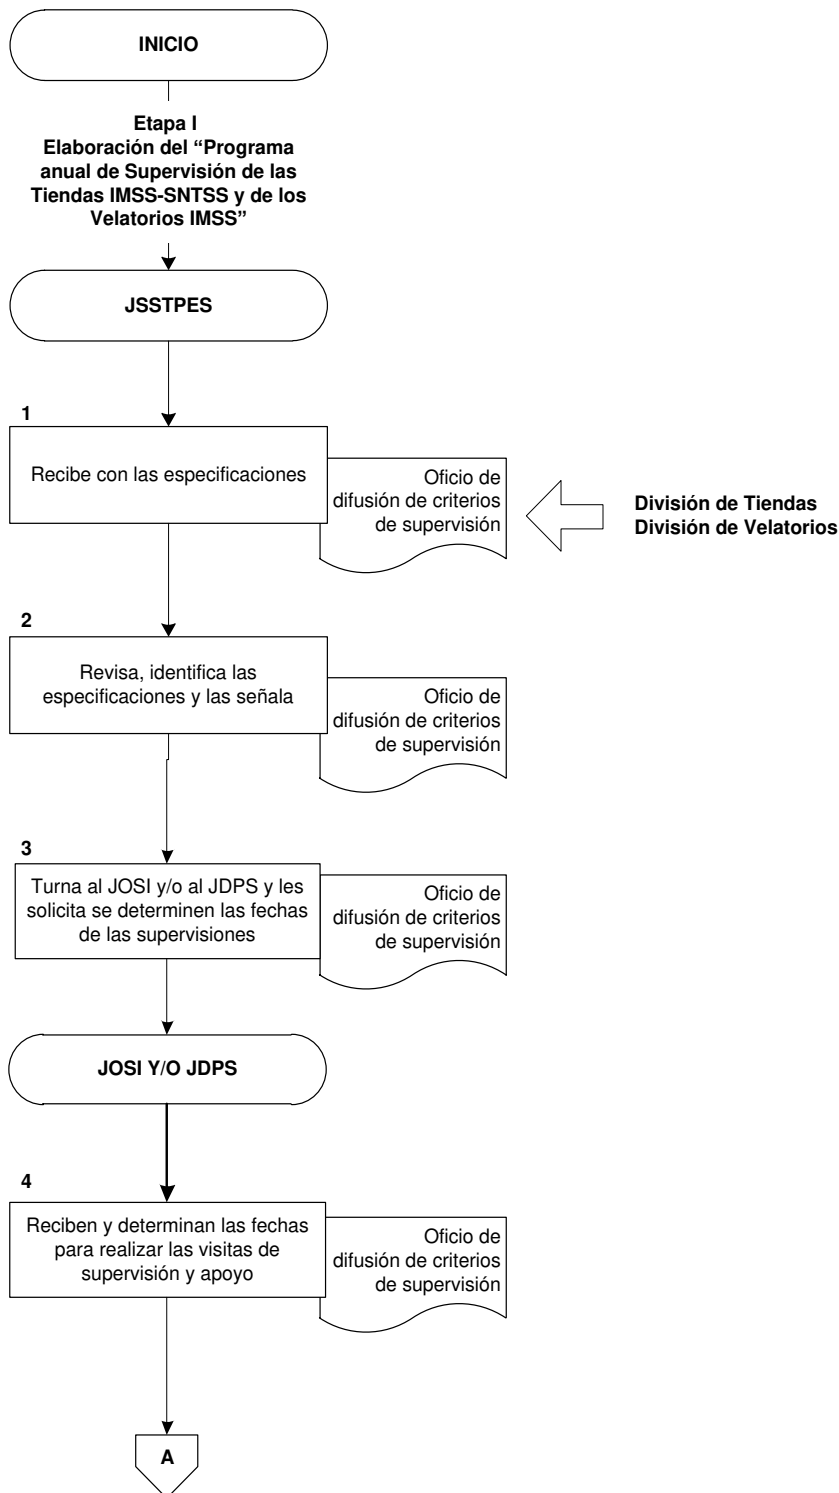 INICIO
Etapa I
Elaboración del “Programa
anual de Supervisión de las
Tiendas IMSS-SNTSS y de los
Velatorios IMSS”
JSSTPES
1
Recibe con las especificaciones
Oficio de
difusión de criterios
de supervisión
División de Tiendas
División de Velatorios
2
Revisa, identifica las
especificaciones y las señala
Oficio de
difusión de criterios
de supervisión
3
Turna al JOSI y/o al JDPS y les
solicita se determinen las fechas
de las supervisiones
Oficio de
difusión de criterios
de supervisión
JOSI Y/O JDPS
4
Reciben y determinan las fechas
para realizar las visitas de
supervisión y apoyo
Oficio de
difusión de criterios
de supervisión
A